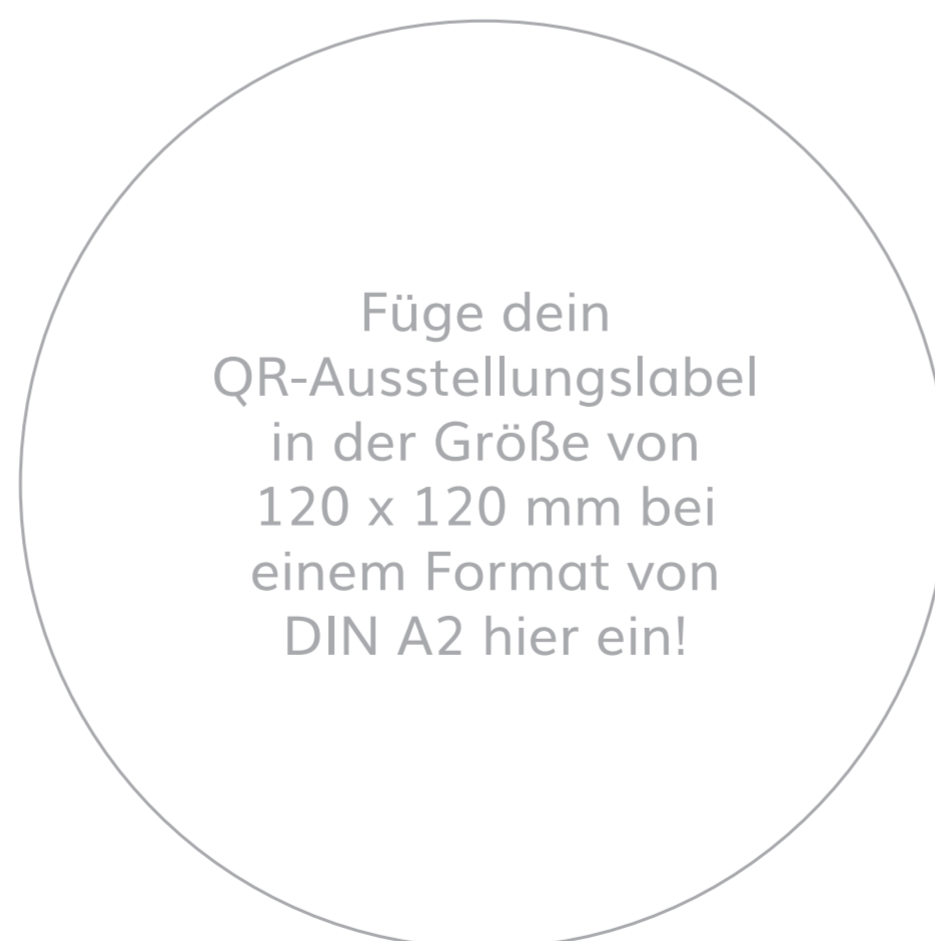 Füge dein
QR-Ausstellungslabel
in der Größe von
120 x 120 mm bei
einem Format von
DIN A2 hier ein!